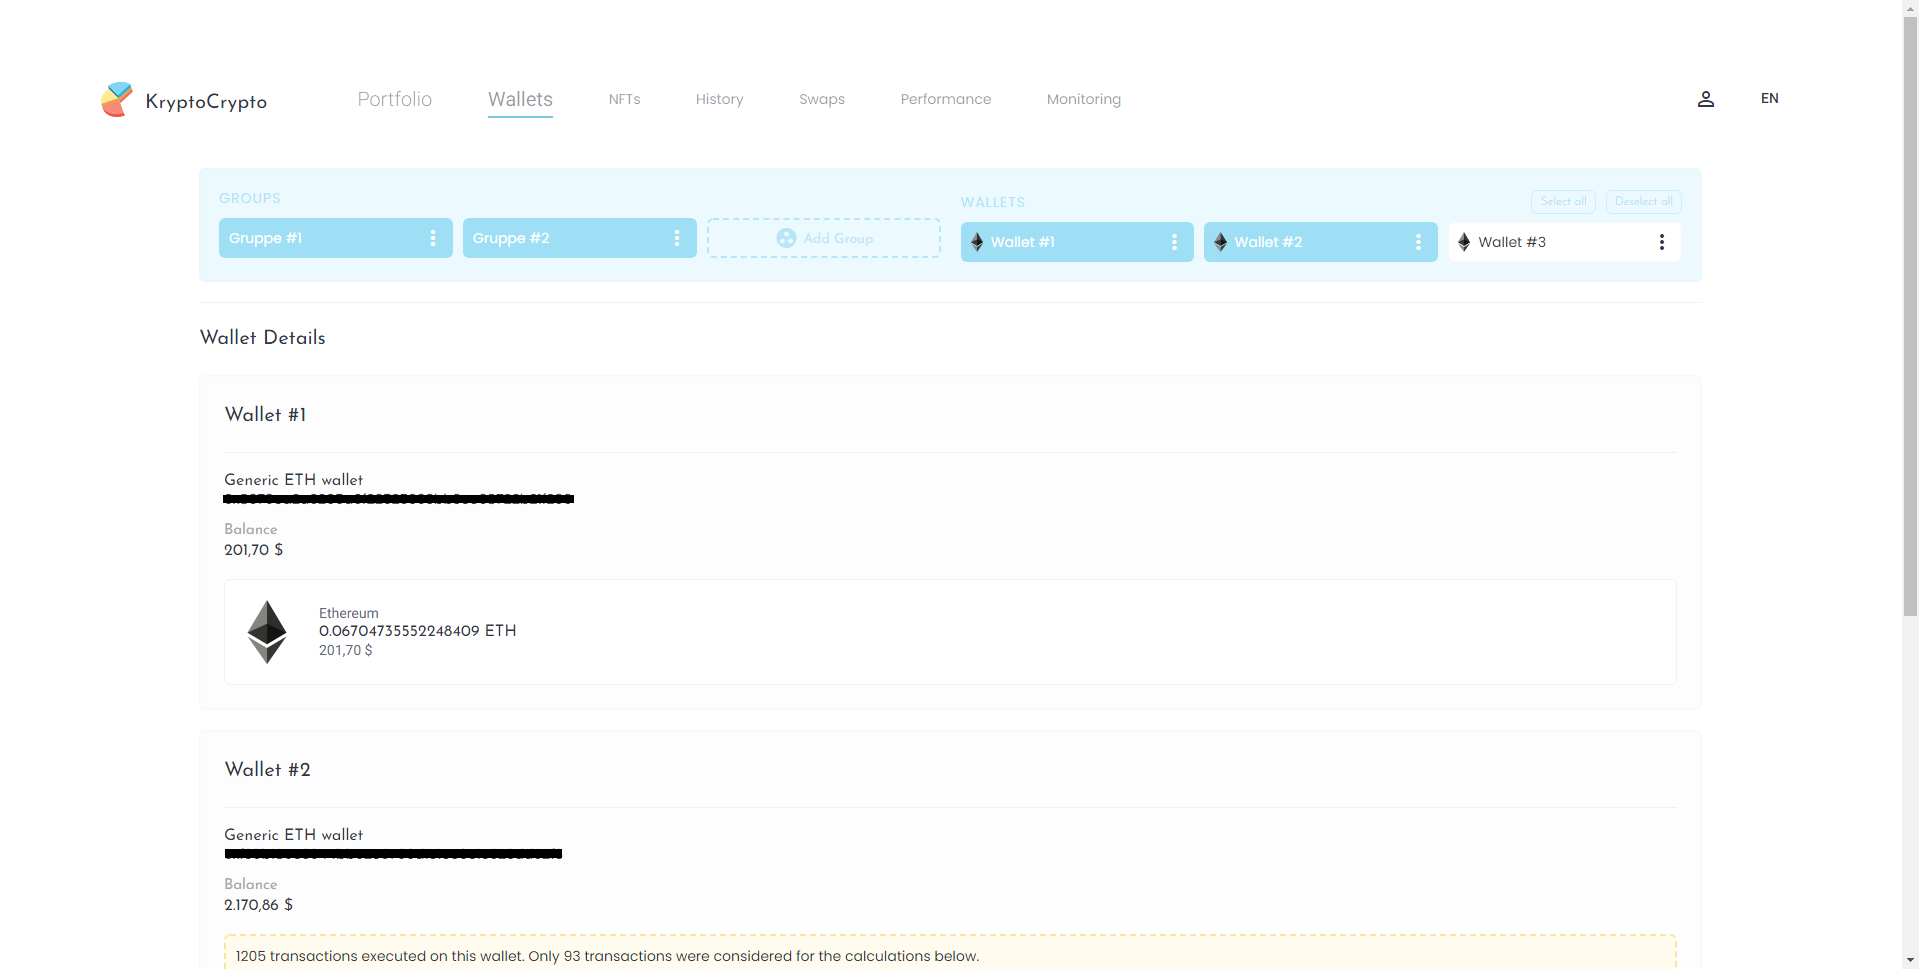 KryptoCrypto
Portfolio
Wallets
NFTs
History
Swaps
Performance
Monitoring
EN
GROUPS
Gruppe #1
Gruppe #2
Add Group
WALLETS
Select all
Deselect all
Wallet #1
Wallet #2
Wallet #3
Wallet Details
Wallet #1
Generic ETH wallet
Balance
201,70 $
Ethereum
0.06704735552248409 ETH
201,70 $
Wallet #2
Generic ETH wallet
Balance
2.170,86 $
1205 transactions executed on this wallet. Only 93 transactions were considered for the calculations below.